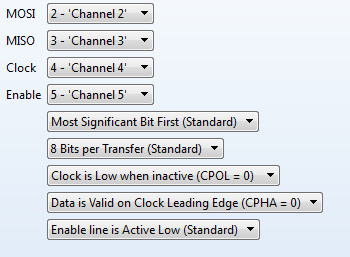 MOSI 2 - 'Channel 2'
MISO 3 - 'Channel 3'
Clock 4 - 'Channel 4'
Enable 5 - 'Channel 5'
Most Significant Bit First (Standard)
8 Bits per Transfer (Standard)
Clock is Low when inactive (CPOL = 0)
Data is Valid on Clock Leading Edge (CPHA = 0)
Enable line is Active Low (Standard)